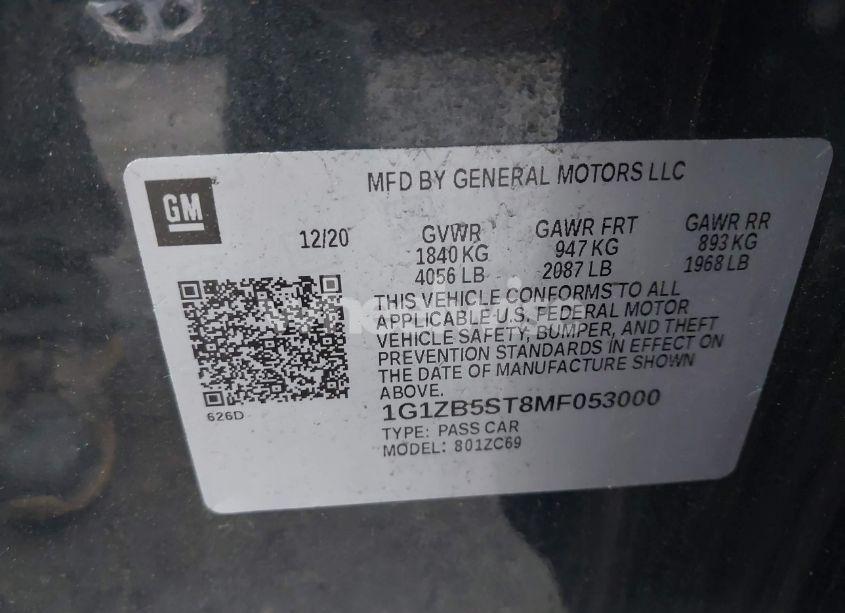 MFD BY GENERAL MOTORS LLC
GM
12/20 GVWR GAWR FRT GAWR RR
1840 KG 947 KG 893 KG
4056 LB 2087 LB 1968 LB
THIS VEHICLE CONFORMS TO ALL
APPLICABLE U.S. FEDERAL MOTOR
VEHICLE SAFETY, BUMPER, AND THEFT
PREVENTION STANDARDS IN EFFECT ON
THE DATE OF MANUFACTURE SHOWN
ABOVE.
626D
1G1ZB5ST8MF053000
TYPE: PASS CAR
MODEL: 801ZC69